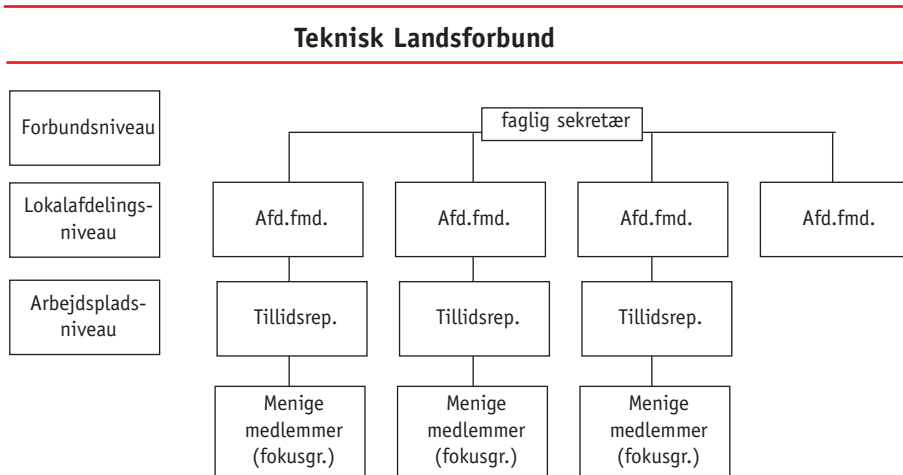 Teknisk Landsforbund
Forbundsniveau
faglig sekretær
Lokalafdelings-
niveau
Afd.fmd.
Afd.fmd.
Afd.fmd.
Afd.fmd.
Arbejdsplads-
niveau
Tillidsrep.
Tillidsrep.
Tillidsrep.
Menige
medlemmer
(fokusgr.)
Menige
medlemmer
(fokusgr.)
Menige
medlemmer
(fokusgr.)